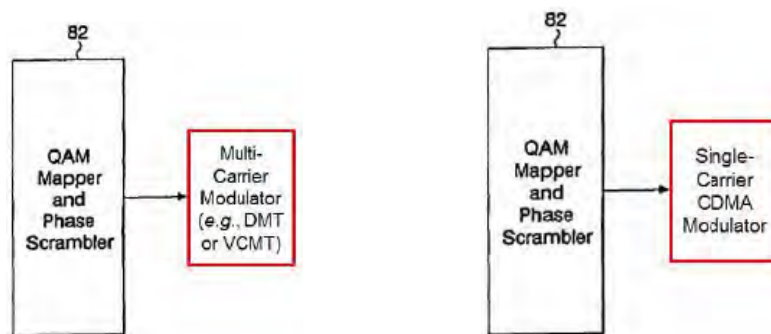 82
QAM
Mapper
and
Phase
Scrambler
Multi-
Carrier
Modulator
(e.g., DMT
or VCMT)
82
QAM
Mapper
and
Phase
Scrambler
Single-
Carrier
CDMA
Modulator